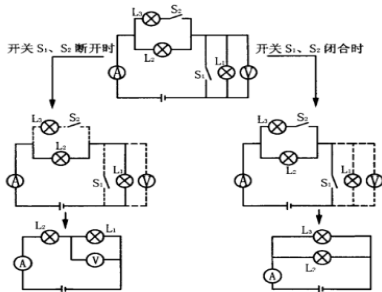 L₃ S₂
开关 S₁、S₂ 断开时
L₂
开关 S₁、S₂ 闭合时
A S₁ L₁ V
L₃ S₂
L₂
A S₁ L₁ V
L₃ S₂
L₂
A S₁ L₁ V
L₂ L₁
A V
L₃
L₂
A